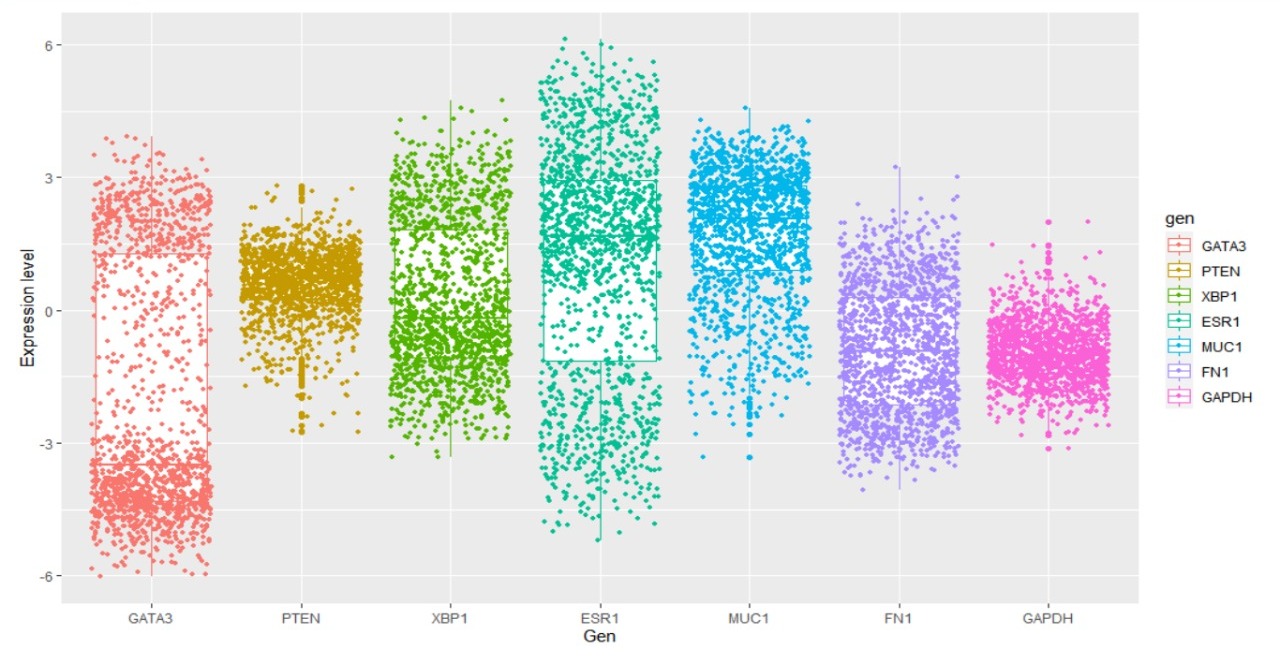 Expression level
6
3
0
-3
-6
GATA3 PTEN XBP1 ESR1 MUC1 FN1 GAPDH
Gen
gen
GATA3
PTEN
XBP1
ESR1
MUC1
FN1
GAPDH